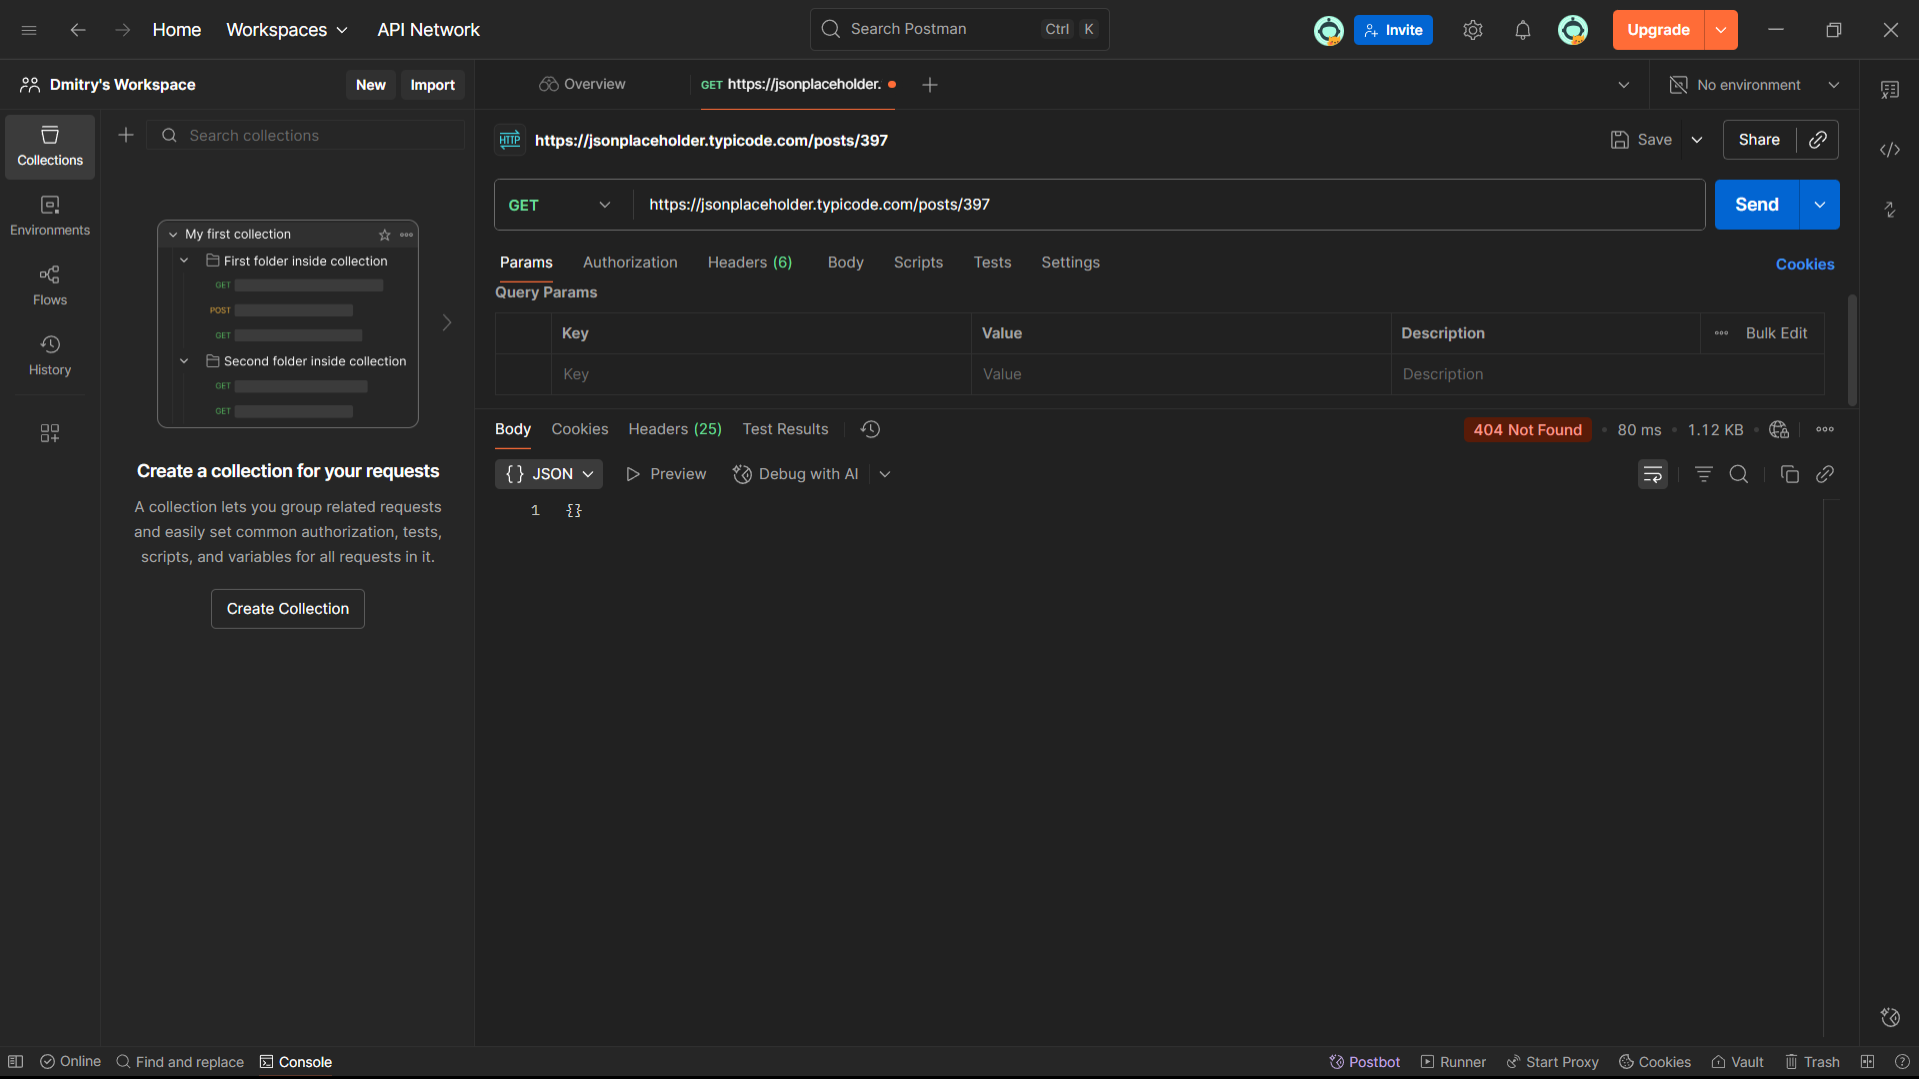 Home Workspaces API Network Search Postman Ctrl K Invite Upgrade
Dmitry's Workspace New Import
Overview GET https://jsonplaceholder. No environment
Search collections
Collections
Environments
Flows
History
My first collection
First folder inside collection
GET
POST
GET
Second folder inside collection
GET
GET
Create a collection for your requests
A collection lets you group related requests
and easily set common authorization, tests,
scripts, and variables for all requests in it.
Create Collection
HTTP https://jsonplaceholder.typicode.com/posts/397 Save Share
GET https://jsonplaceholder.typicode.com/posts/397 Send
Params Authorization Headers (6) Body Scripts Tests Settings Cookies
Query Params
Key Value Description Bulk Edit
Key Value Description
Body Cookies Headers (25) Test Results 404 Not Found 80 ms 1.12 KB
{} JSON Preview Debug with AI
1 {}
Online Find and replace Console Postbot Runner Start Proxy Cookies Vault Trash